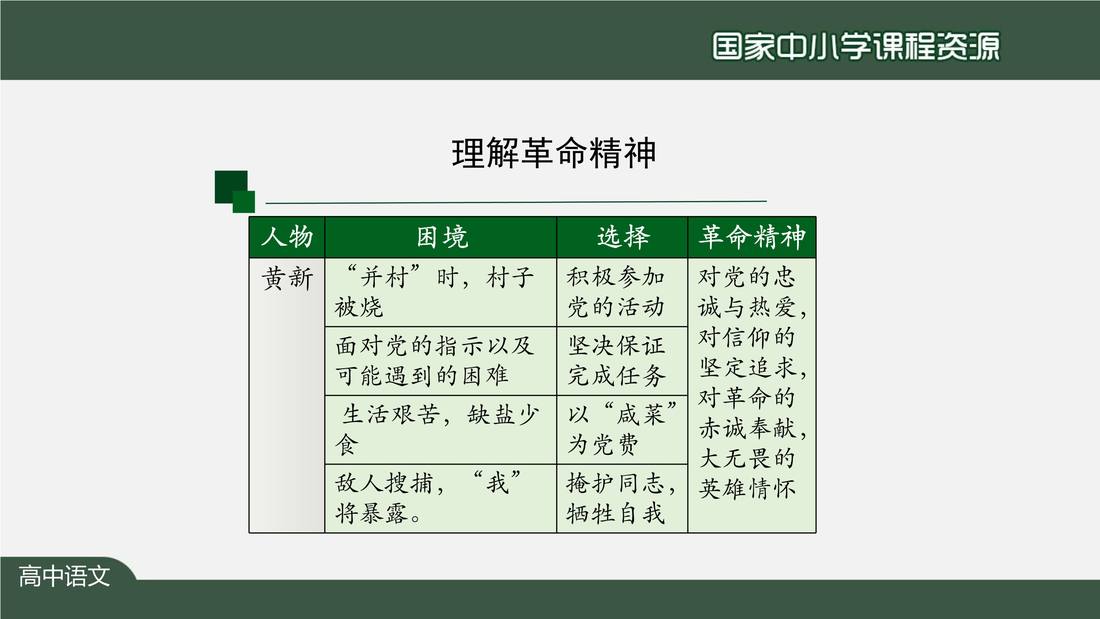 国家中小学课程资源
理解革命精神
人物 困境 选择 革命精神
黄新
“并村”时，村子
被烧
积极参加
党的活动
面对党的指示以及
可能遇到的困难
坚决保证
完成任务
生活艰苦，缺盐少
食
以“咸菜”
为党费
敌人搜捕，“我”
将暴露。
掩护同志，
牺牲自我
对党的忠
诚与热爱，
对信仰的
坚定追求，
对革命的
赤诚奉献，
大无畏的
英雄情怀
高中语文